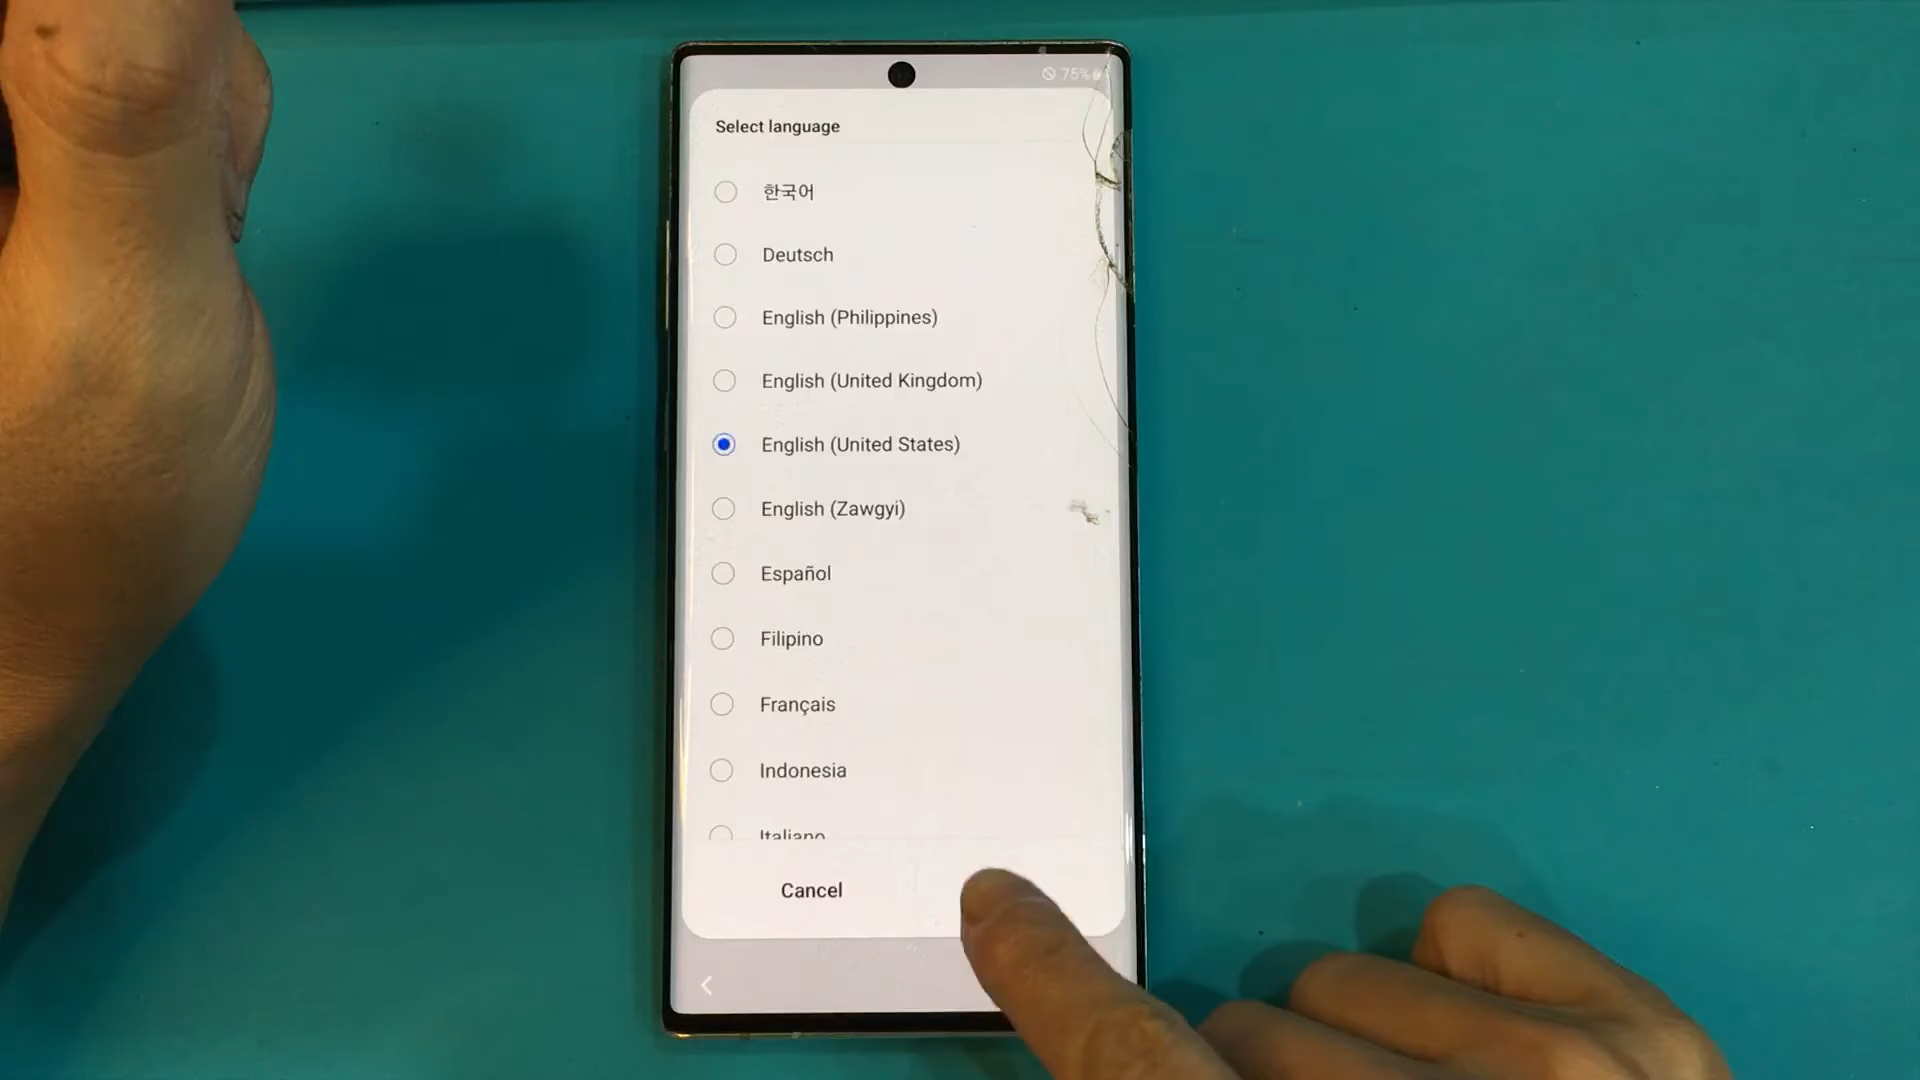 75%
Select language
한국어
Deutsch
English (Philippines)
English (United Kingdom)
English (United States)
English (Zawgyi)
Español
Filipino
Français
Indonesia
Italiano
Cancel